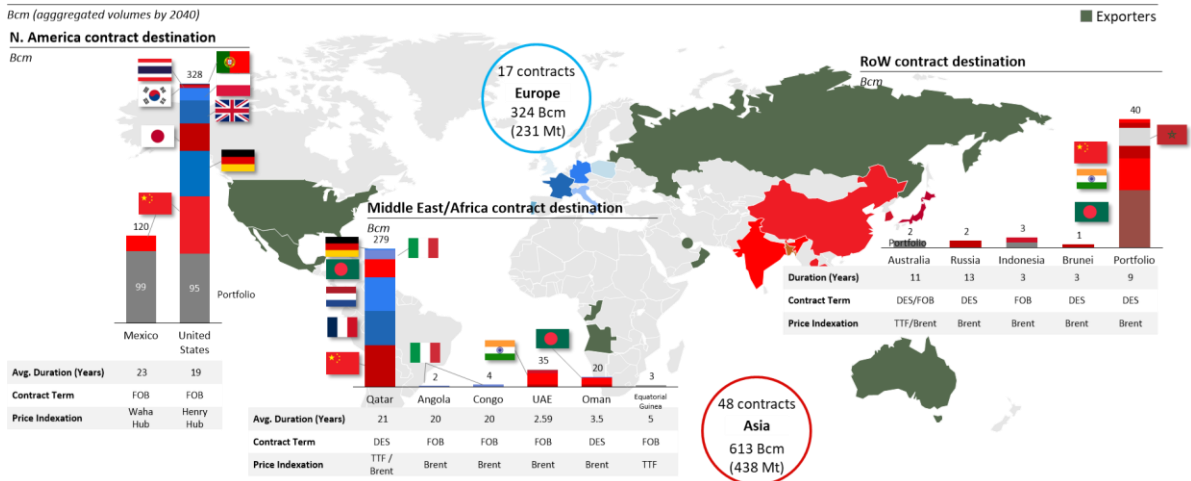 Bcm (agggregated volumes by 2040)
Exporters
N. America contract destination
Bcm
328
120
99
95
Portfolio
Mexico
United
States
Avg. Duration (Years)
23
19
Contract Term
FOB
FOB
Price Indexation
Waha
Hub
Henry
Hub
17 contracts
Europe
324 Bcm
(231 Mt)
Middle East/Africa contract destination
Bcm
279
2
4
35
20
3
Qatar
Angola
Congo
UAE
Oman
Equatorial
Guinea
Avg. Duration (Years)
21
20
20
2.59
3.5
5
Contract Term
DES
FOB
FOB
FOB
DES
FOB
Price Indexation
TTF /
Brent
Brent
Brent
Brent
Brent
TTF
RoW contract destination
Bcm
40
2
2
3
1
Portfolio
Australia
Russia
Indonesia
Brunei
Portfolio
Duration (Years)
11
13
3
3
9
Contract Term
DES/FOB
DES
FOB
DES
DES
Price Indexation
TTF/Brent
Brent
Brent
Brent
Brent
48 contracts
Asia
613 Bcm
(438 Mt)